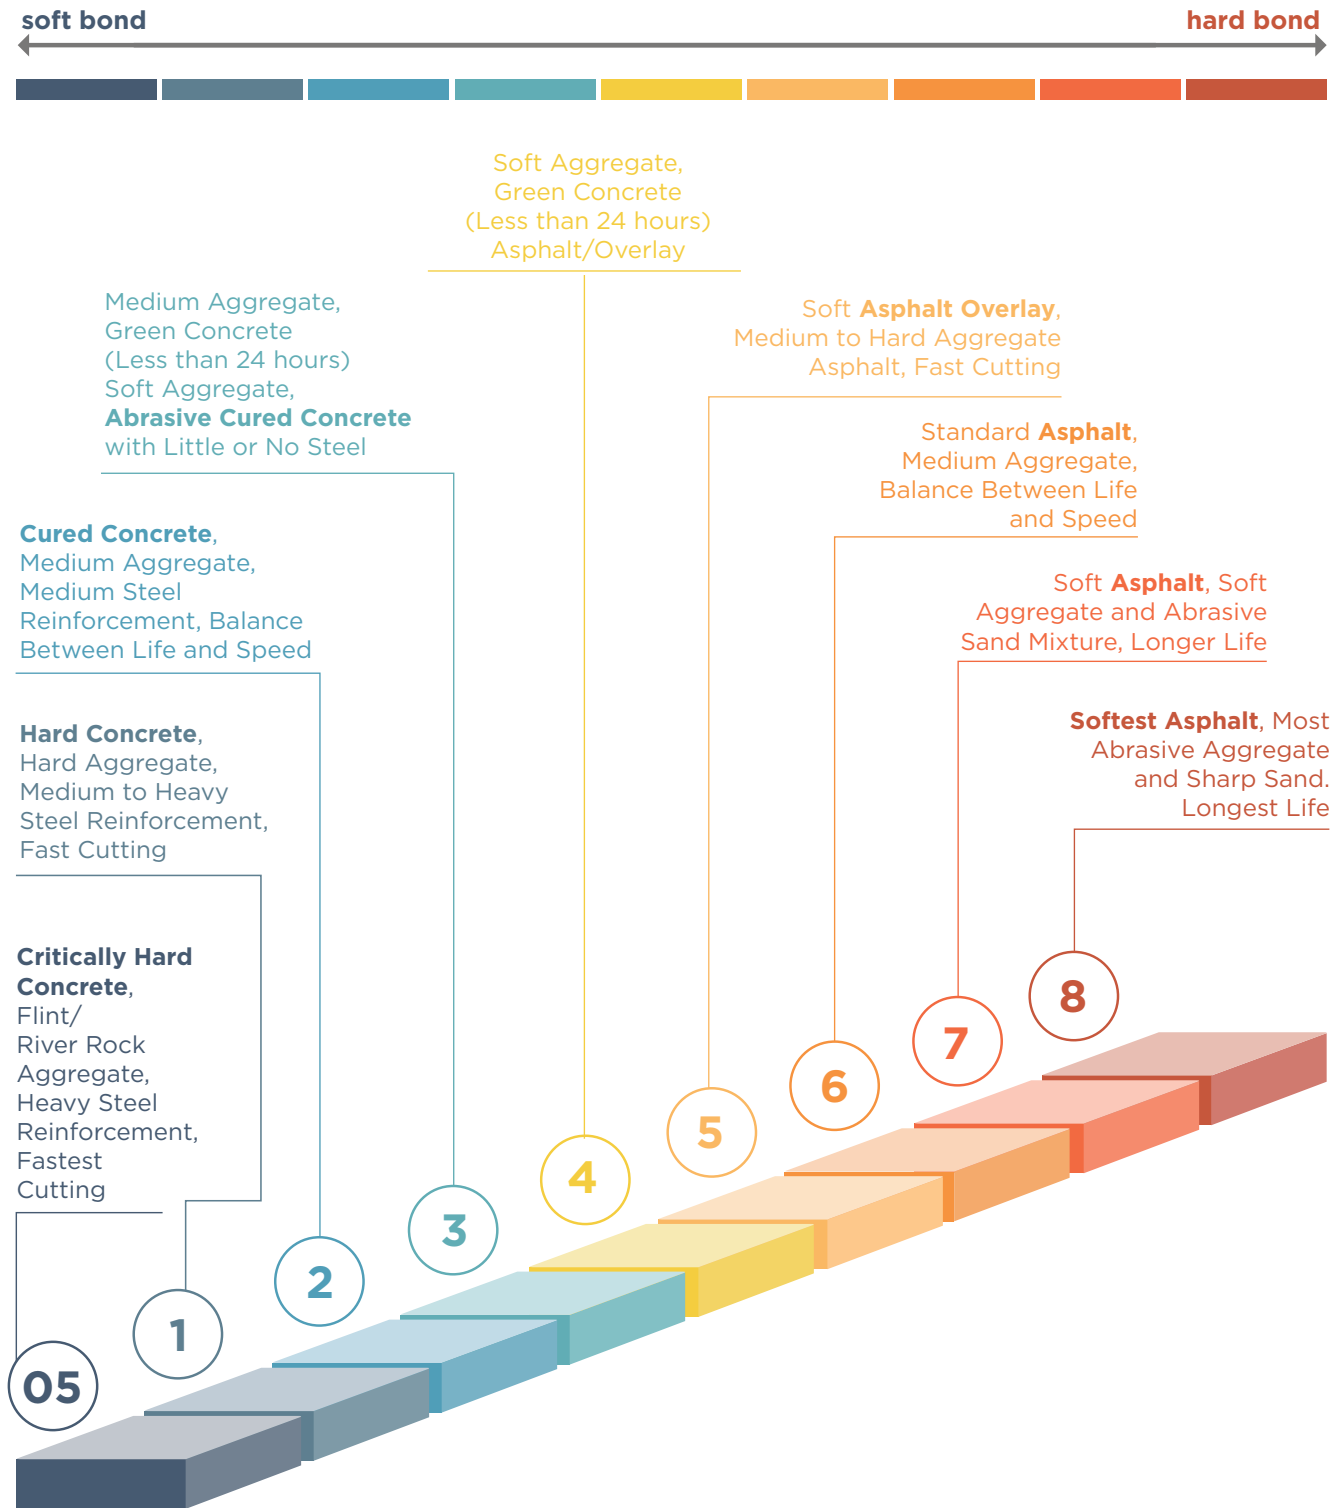 soft bond
hard bond
Soft Aggregate,
Green Concrete
(Less than 24 hours)
Asphalt/Overlay
Medium Aggregate,
Green Concrete
(Less than 24 hours)
Soft Aggregate,
Abrasive Cured Concrete
with Little or No Steel
Soft Asphalt Overlay,
Medium to Hard Aggregate
Asphalt, Fast Cutting
Standard Asphalt,
Medium Aggregate,
Balance Between Life
and Speed
Cured Concrete,
Medium Aggregate,
Medium Steel
Reinforcement, Balance
Between Life and Speed
Soft Asphalt, Soft
Aggregate and Abrasive
Sand Mixture, Longer Life
Hard Concrete,
Hard Aggregate,
Medium to Heavy
Steel Reinforcement,
Fast Cutting
Softest Asphalt, Most
Abrasive Aggregate
and Sharp Sand.
Longest Life
Critically Hard
Concrete,
Flint/
River Rock
Aggregate,
Heavy Steel
Reinforcement,
Fastest
Cutting
05
1
2
3
4
5
6
7
8